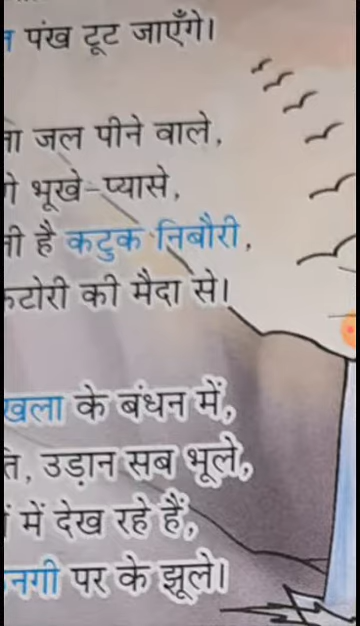 पंख टूट जाएँगे।
जल पीने वाले,
भूखे-प्यासे,
है कटुक निबौरी,
की मैदा से।
के बंधन में,
उड़ान सब भूले,
में देख रहे हैं,
पर के झूले।